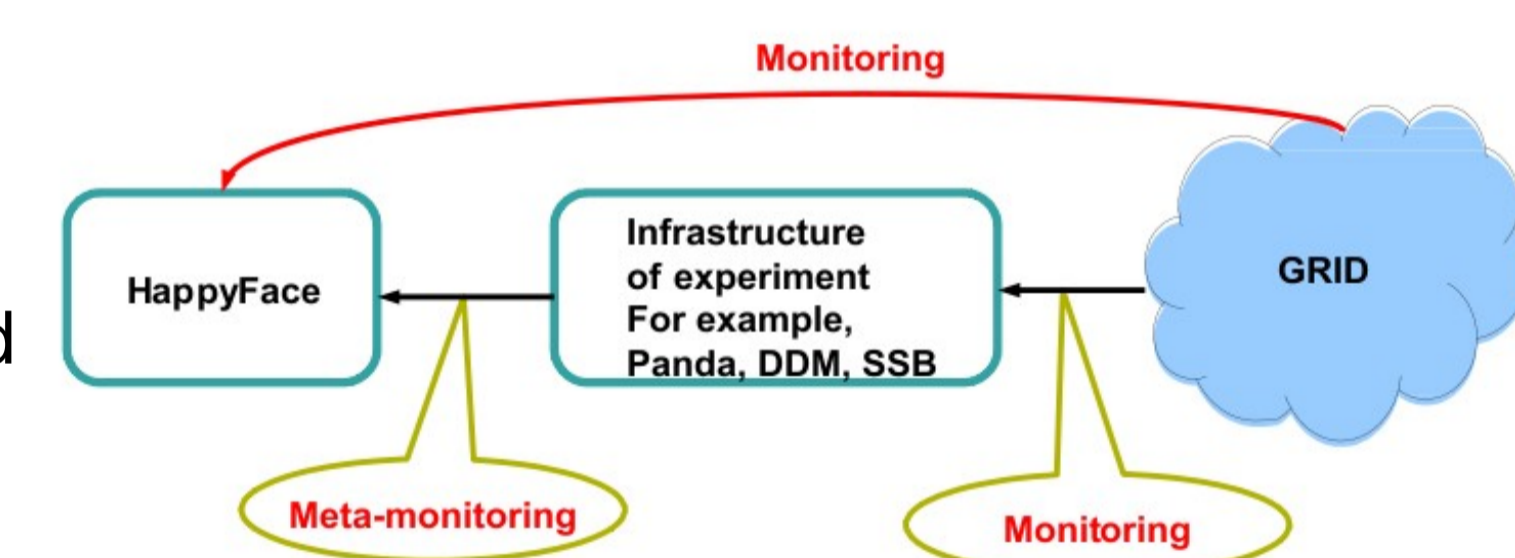 Monitoring
HappyFace
Infrastructure
of experiment
For example,
Panda, DDM, SSB
GRID
d
Meta-monitoring
Monitoring